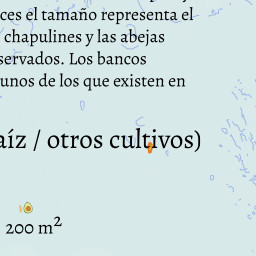 ces el tamaño representa el
chapulines y las abejas
servados. Los bancos
unos de los que existen en
aíz / otros cultivos)
200 m²